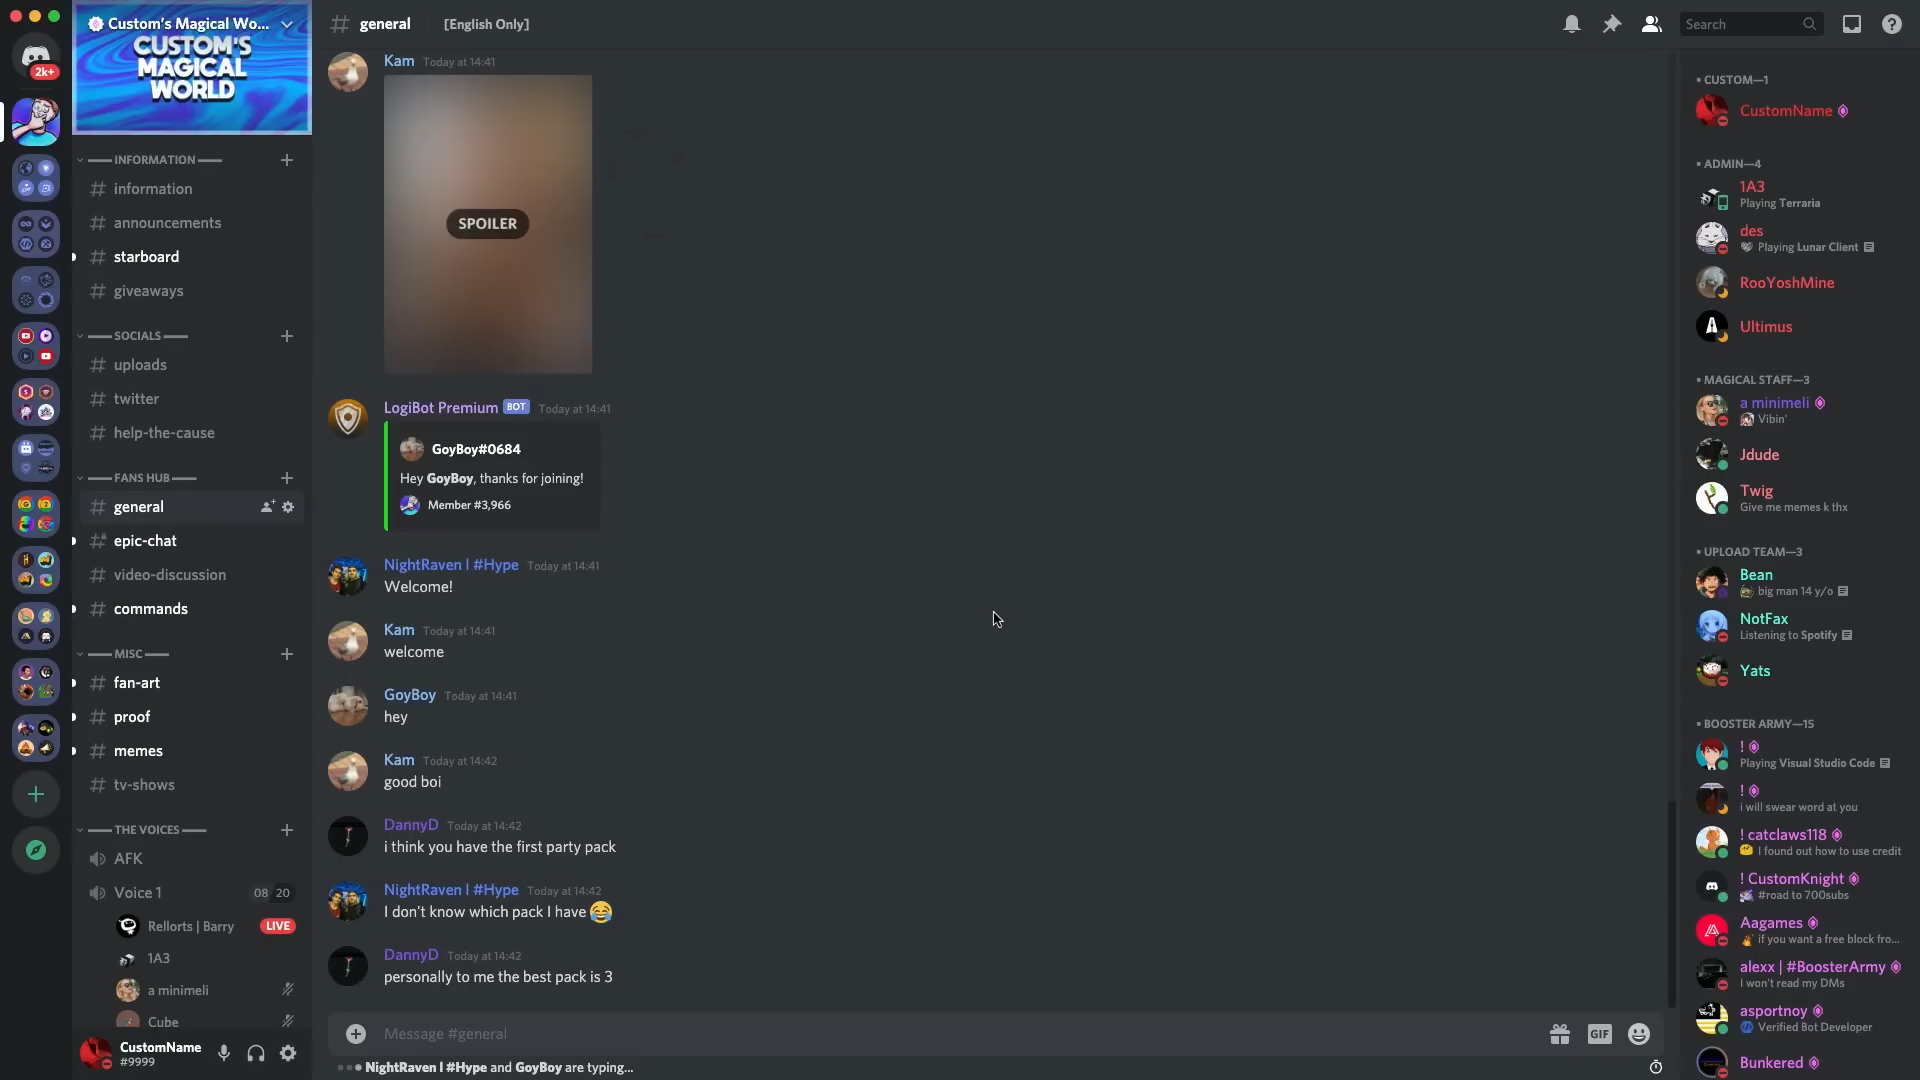 Custom's Magical Wo...
CUSTOM'S
MAGICAL
WORLD
2k+
INFORMATION
information
announcements
starboard
giveaways
SOCIALS
uploads
twitter
help-the-cause
FANS HUB
general
epic-chat
video-discussion
commands
MISC
fan-art
proof
memes
tv-shows
THE VOICES
AFK
Voice 1 08 20
Rellorts | Barry LIVE
1A3
a minimeli
Cube
CustomName
#9999
# general [English Only]
Search
Kam Today at 14:41
SPOILER
LogiBot Premium BOT Today at 14:41
GoyBoy#0684
Hey GoyBoy, thanks for joining!
Member #3,966
NightRaven l #Hype Today at 14:41
Welcome!
Kam Today at 14:41
welcome
GoyBoy Today at 14:41
hey
Kam Today at 14:42
good boi
DannyD Today at 14:42
i think you have the first party pack
NightRaven l #Hype Today at 14:42
I don't know which pack I have 😂
DannyD Today at 14:42
personally to me the best pack is 3
Message #general
GIF
NightRaven l #Hype and GoyBoy are typing...
CUSTOM—1
CustomName
ADMIN—4
1A3
Playing Terraria
des
Playing Lunar Client
RooYoshMine
Ultimus
MAGICAL STAFF—3
a minimeli
Vibin'
Jdude
Twig
Give me memes k thx
UPLOAD TEAM—3
Bean
big man 14 y/o
NotFax
Listening to Spotify
Yats
BOOSTER ARMY—15
!
Playing Visual Studio Code
!
i will swear word at you
! catclaws118
I found out how to use credit
! CustomKnight
#road to 700subs
Aagames
if you want a free block fro...
alexx | #BoosterArmy
I won't read my DMs
asportnoy
Verified Bot Developer
Bunkered